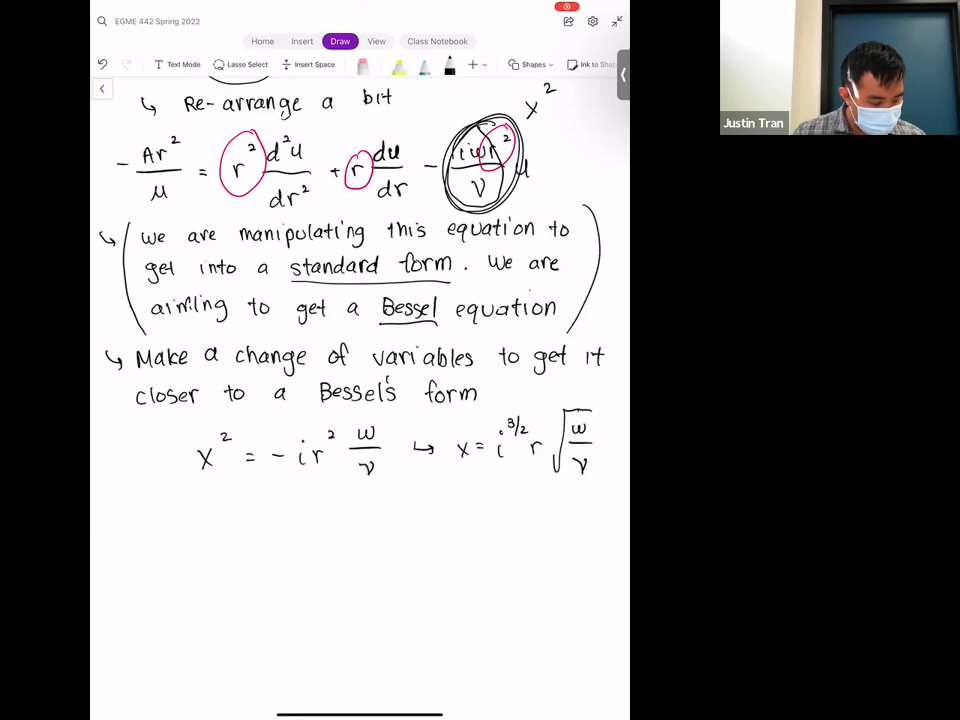 EGME 442 Spring 2022
Home Insert Draw View Class Notebook
Text Mode Lasso Select Insert Space Shapes Ink to Shap
Re-arrange a bit
x²
- Ar²/μ = r² d²u/dr² + r du/dr - iωr²/ν u
(we are manipulating this equation to
get into a standard form. We are
aiming to get a Bessel equation)
Make a change of variables to get it
closer to a Bessel's form
x² = - i r² ω/ν ↪ x = i^3/2 r √ω/ν
Justin Tran